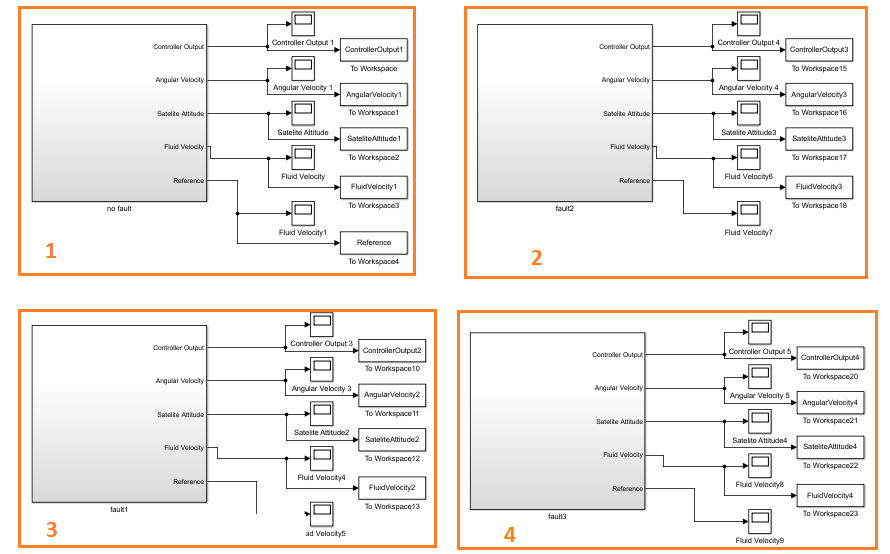 Controller Output
Controller Output 1
ControllerOutput1
To Workspace
Angular Velocity
Angular Velocity 1
AngularVelocity1
To Workspace1
Satelite Attitude
Satelite Attitude
SateliteAttitude1
To Workspace2
Fluid Velocity
Fluid Velocity
FluidVelocity1
To Workspace3
Reference
no fault
Fluid Velocity1
Reference
To Workspace4
1
Controller Output
Controller Output 4
ControllerOutput3
To Workspace15
Angular Velocity
Angular Velocity 4
AngularVelocity3
To Workspace16
Satelite Attitude
Satelite Attitude3
SateliteAttitude3
To Workspace17
Fluid Velocity
Fluid Velocity6
FluidVelocity3
To Workspace18
Reference
fault2
Fluid Velocity7
2
Controller Output
Controller Output 3
ControllerOutput2
To Workspace10
Angular Velocity
Angular Velocity 3
AngularVelocity2
To Workspace11
Satelite Attitude
Satelite Attitude2
SateliteAttitude2
To Workspace12
Fluid Velocity
Fluid Velocity4
FluidVelocity2
To Workspace13
Reference
fault1
id Velocity5
3
Controller Output
Controller Output 5
ControllerOutput4
To Workspace20
Angular Velocity
Angular Velocity 5
AngularVelocity4
To Workspace21
Satelite Attitude
Satelite Attitude4
SateliteAttitude4
To Workspace22
Fluid Velocity
Fluid Velocity8
FluidVelocity4
To Workspace23
Reference
fault3
Fluid Velocity9
4